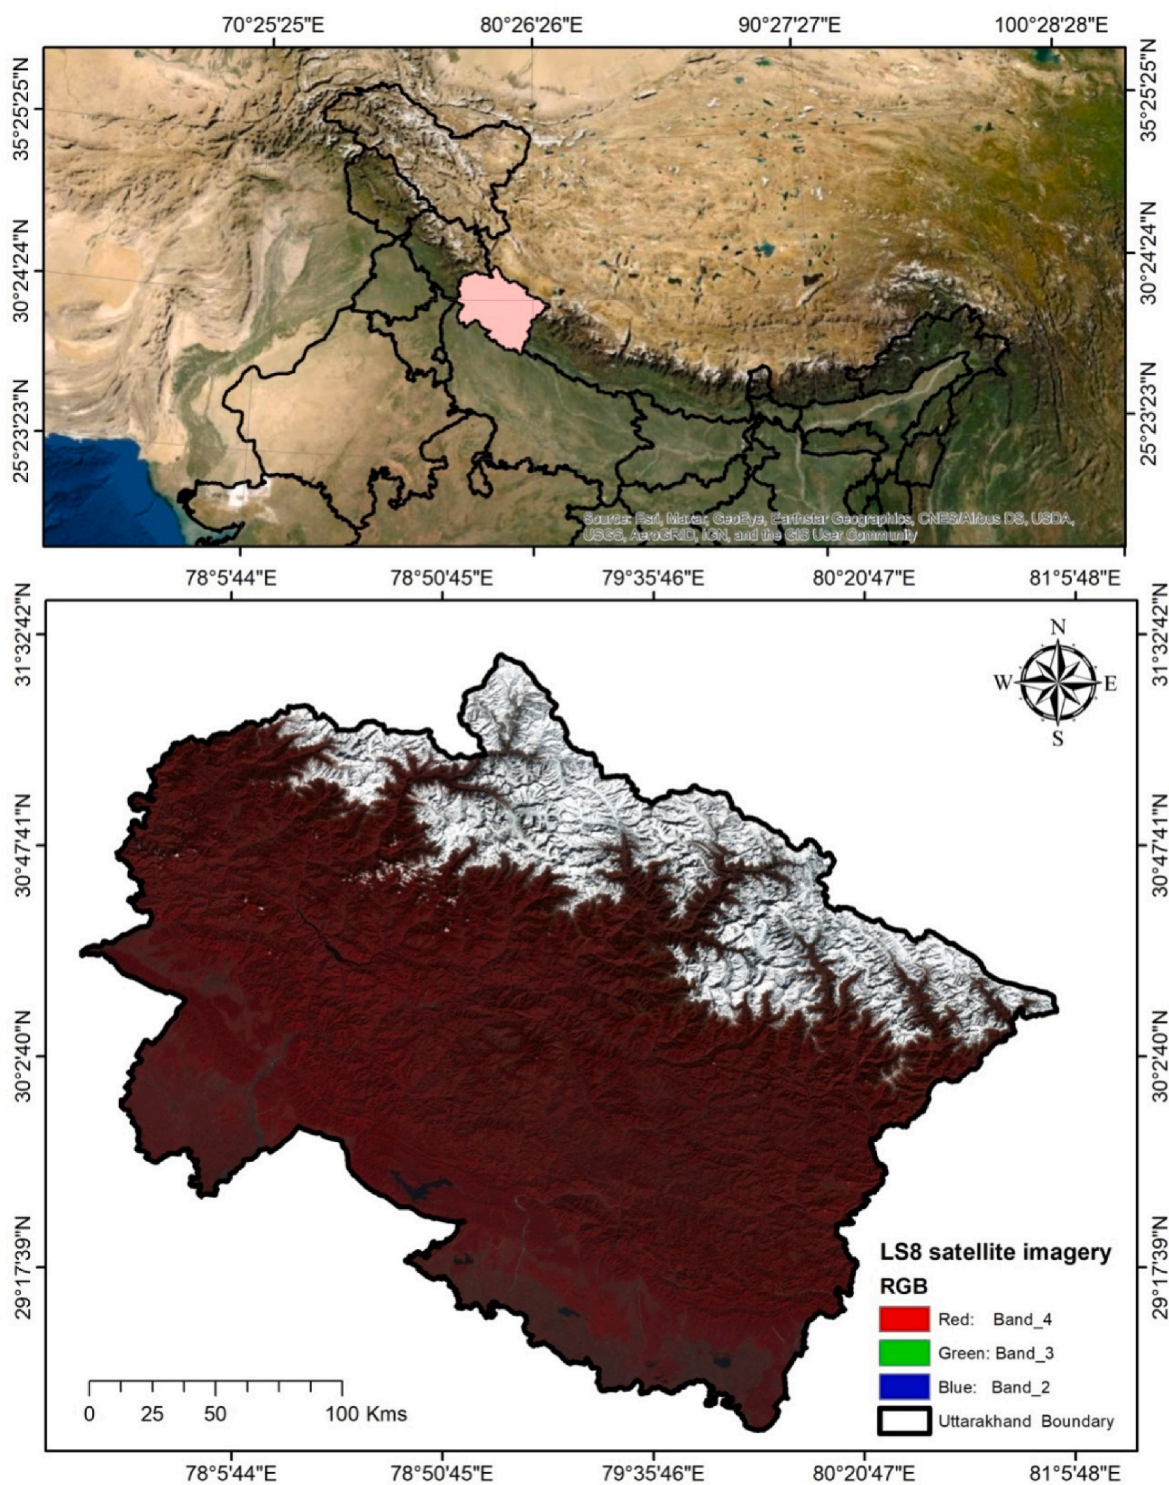 70°25'25"E 80°26'26"E 90°27'27"E 100°28'28"E
35°25'25"N
35°25'25"N
30°24'24"N
30°24'24"N
25°23'23"N
25°23'23"N
Source: Esri, Maxar, GeoEye, Earthstar Geographics, CNES/Airbus DS, USDA,
USGS, AeroGRID, IGN, and the GIS User Community
78°5'44"E 78°50'45"E 79°35'46"E 80°20'47"E 81°5'48"E
31°32'42"N
31°32'42"N
N
W E
S
30°47'41"N
30°47'41"N
30°2'40"N
30°2'40"N
29°17'39"N
29°17'39"N
LS8 satellite imagery
RGB
Red: Band_4
Green: Band_3
Blue: Band_2
Uttarakhand Boundary
0 25 50 100 Kms
78°5'44"E 78°50'45"E 79°35'46"E 80°20'47"E 81°5'48"E